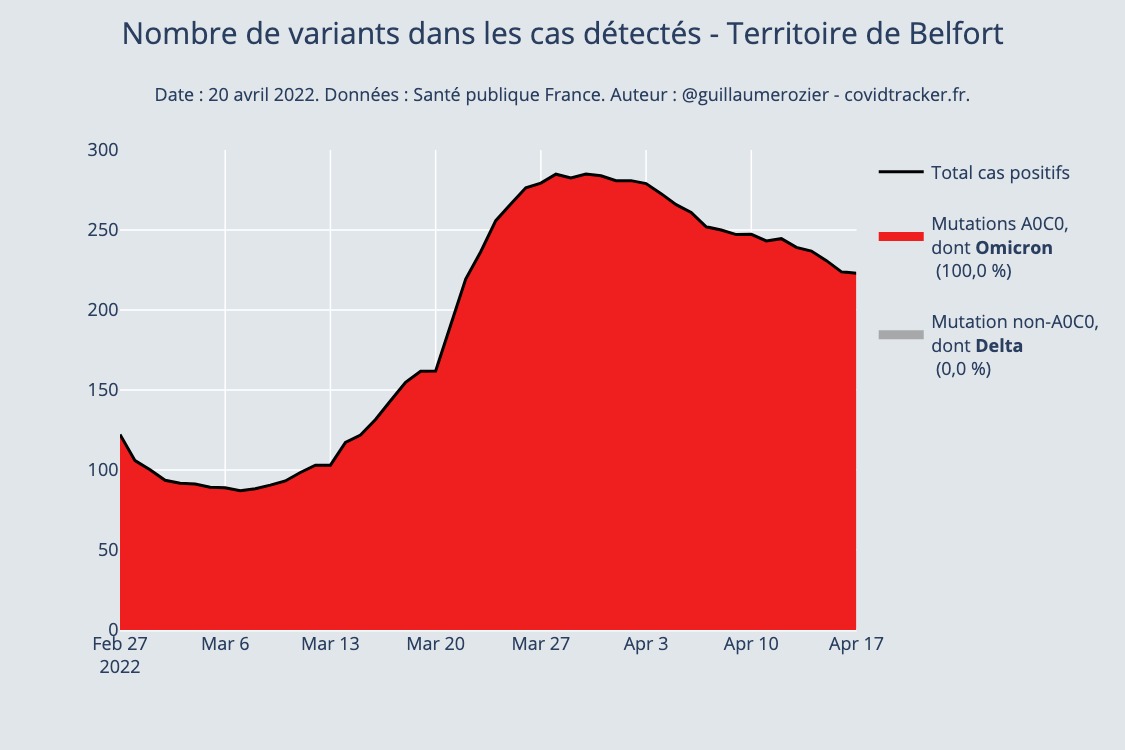 Nombre de variants dans les cas détectés - Territoire de Belfort
Date : 20 avril 2022. Données : Santé publique France. Auteur : @guillaumerozier - covidtracker.fr.
300
250
200
150
100
50
0
Feb 27 Mar 6 Mar 13 Mar 20 Mar 27 Apr 3 Apr 10 Apr 17
2022
Total cas positifs
Mutations A0C0,
dont Omicron
(100,0 %)
Mutation non-A0C0,
dont Delta
(0,0 %)